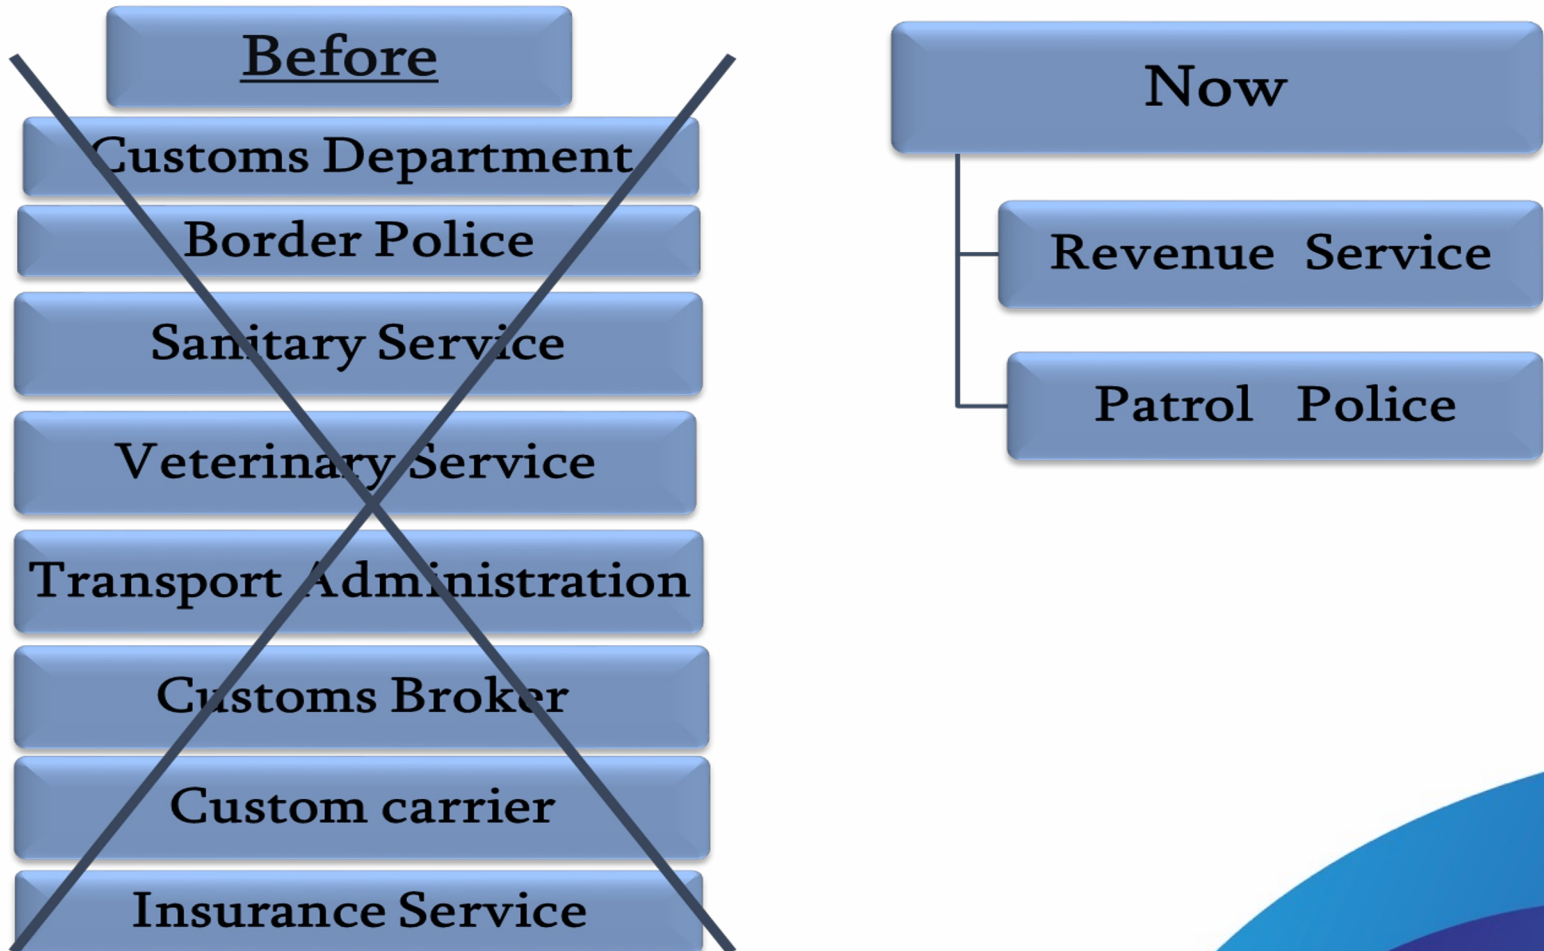 Before
Customs Department
Border Police
Sanitary Service
Veterinary Service
Transport Administration
Customs Broker
Custom carrier
Insurance Service
Now
Revenue Service
Patrol Police